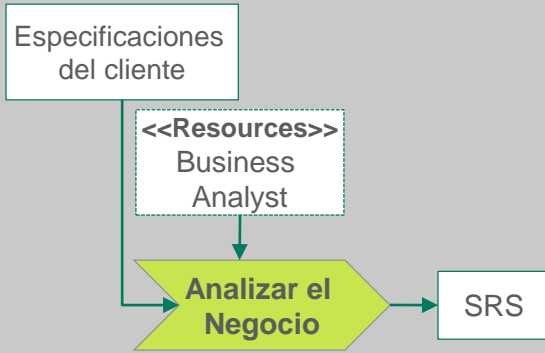 Especificaciones
del cliente
<<Resources>>
Business
Analyst
Analizar el
Negocio
SRS